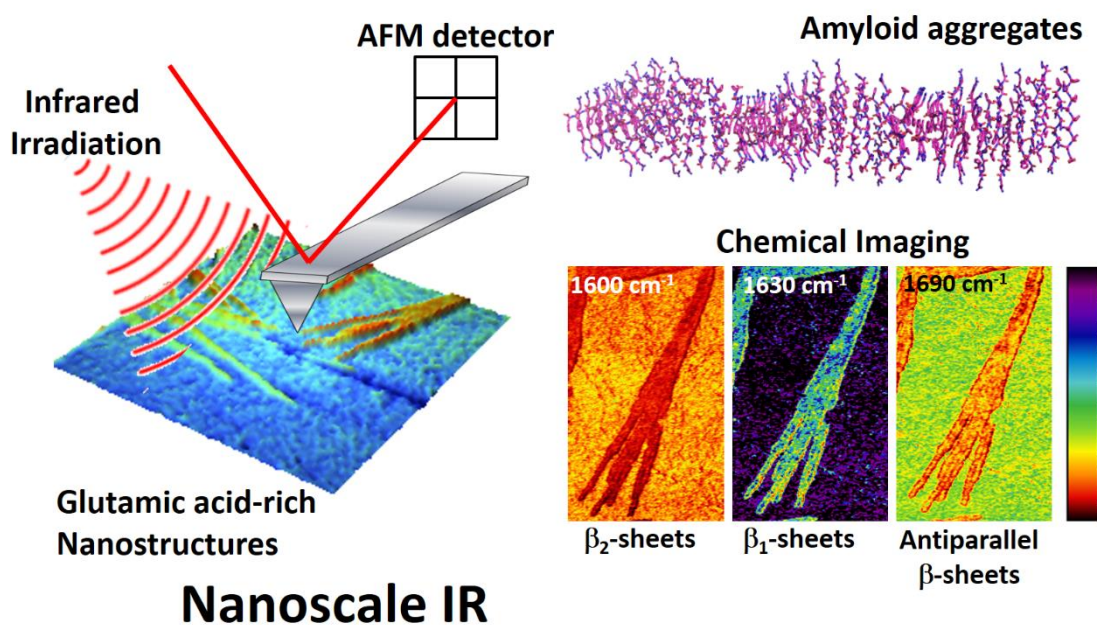 AFM detector
Infrared
Irradiation
Glutamic acid-rich
Nanostructures
Nanoscale IR
Amyloid aggregates
Chemical Imaging
1600 cm⁻¹
1630 cm⁻¹
1690 cm⁻¹
β₂-sheets
β₁-sheets
Antiparallel
β-sheets